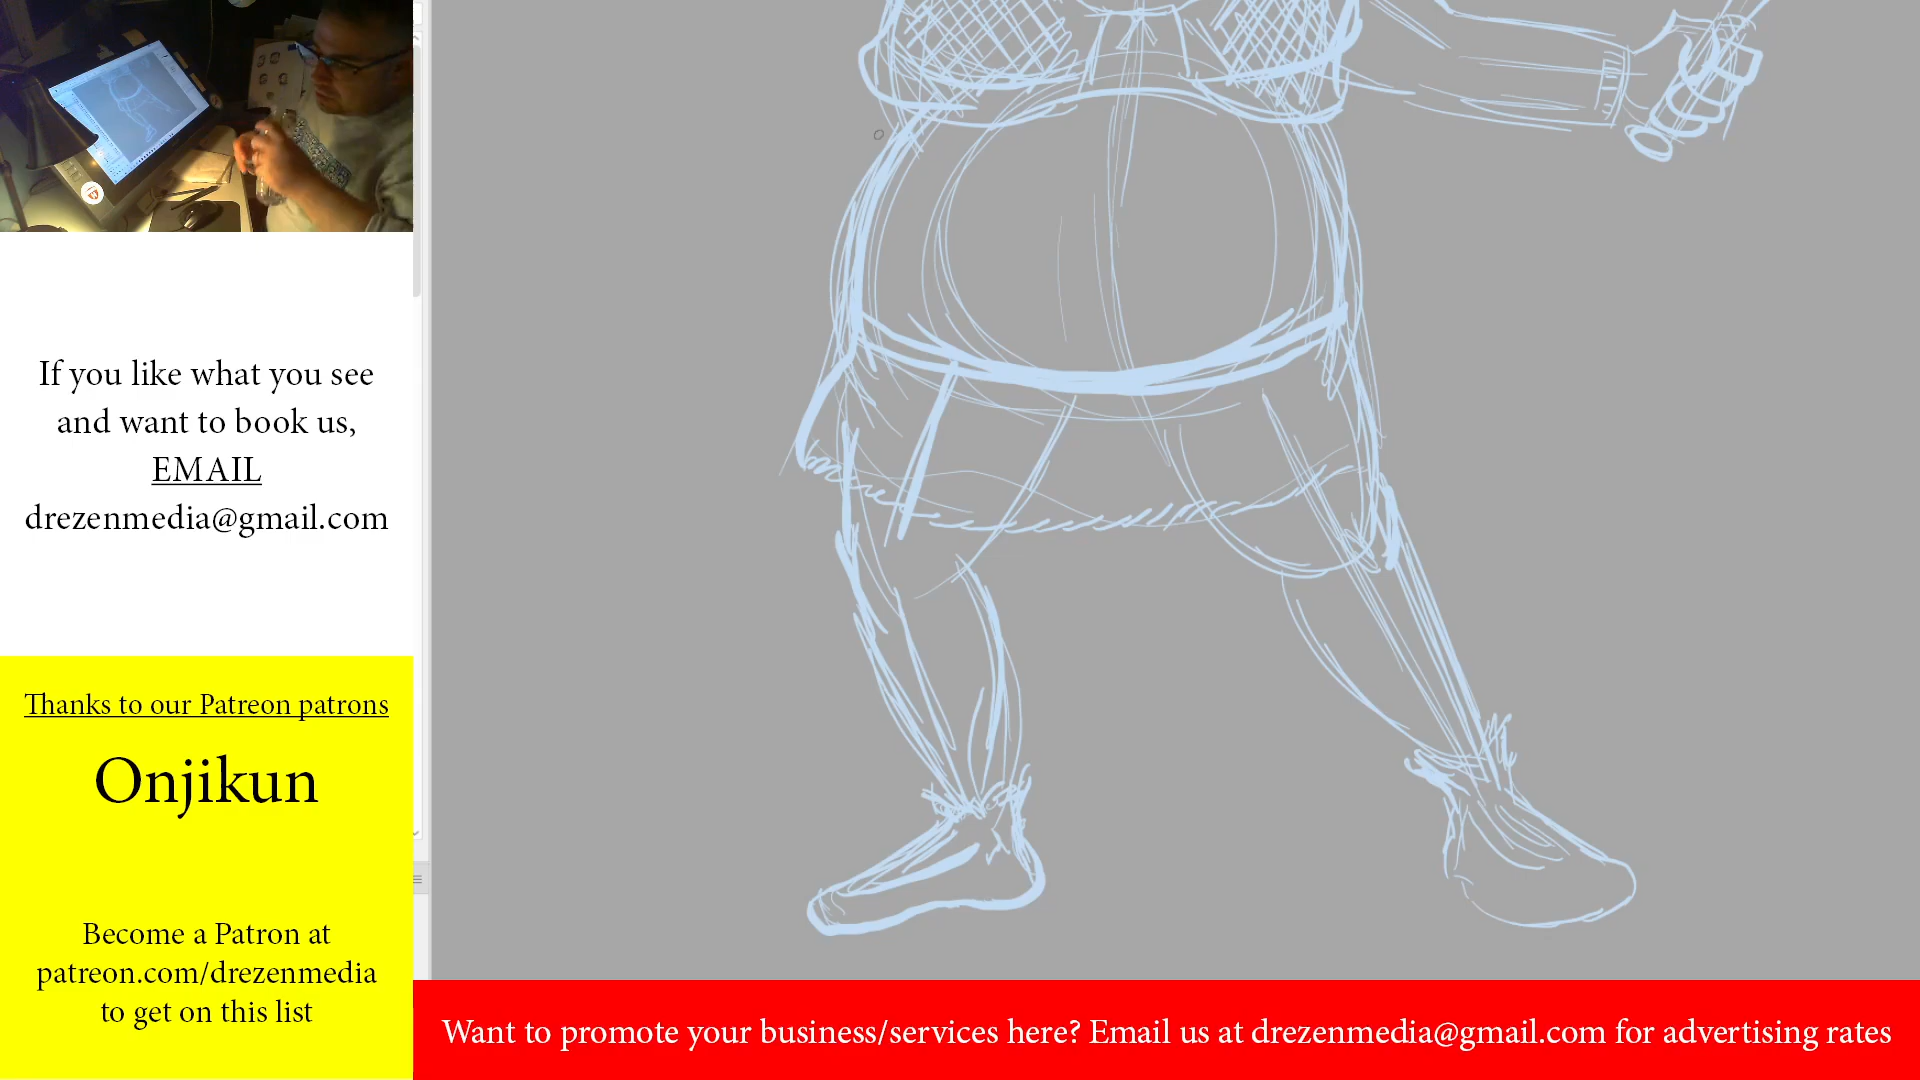 If you like what you see
and want to book us,
EMAIL
drezenmedia@gmail.com
Thanks to our Patreon patrons
Onjikun
Become a Patron at
patreon.com/drezenmedia
to get on this list
Want to promote your business/services here? Email us at drezenmedia@gmail.com for advertising rates